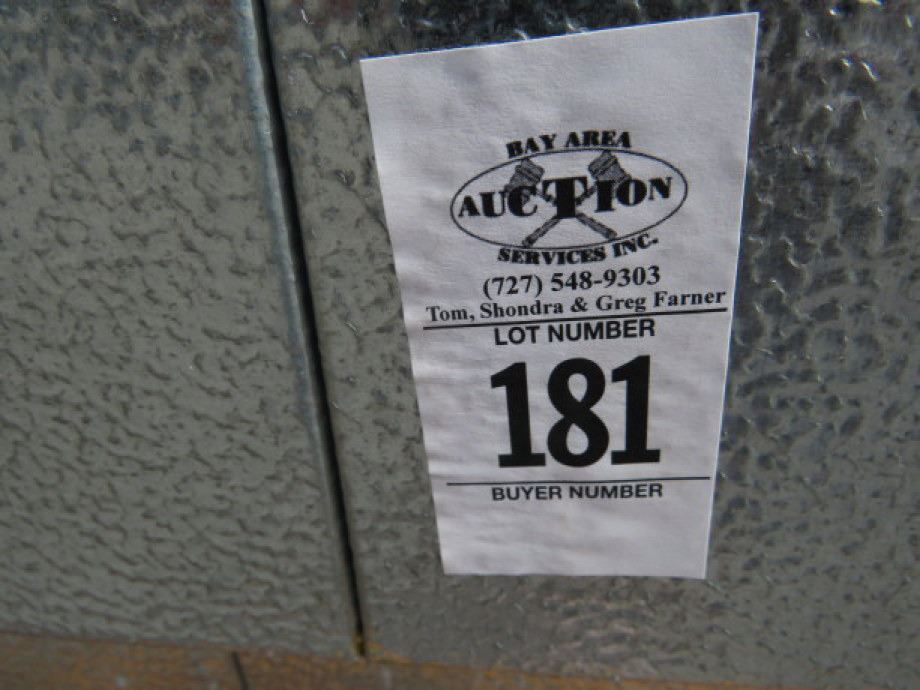 BAY AREA
AUCTION
SERVICES INC.
(727) 548-9303
Tom, Shondra & Greg Farner
LOT NUMBER
181
BUYER NUMBER